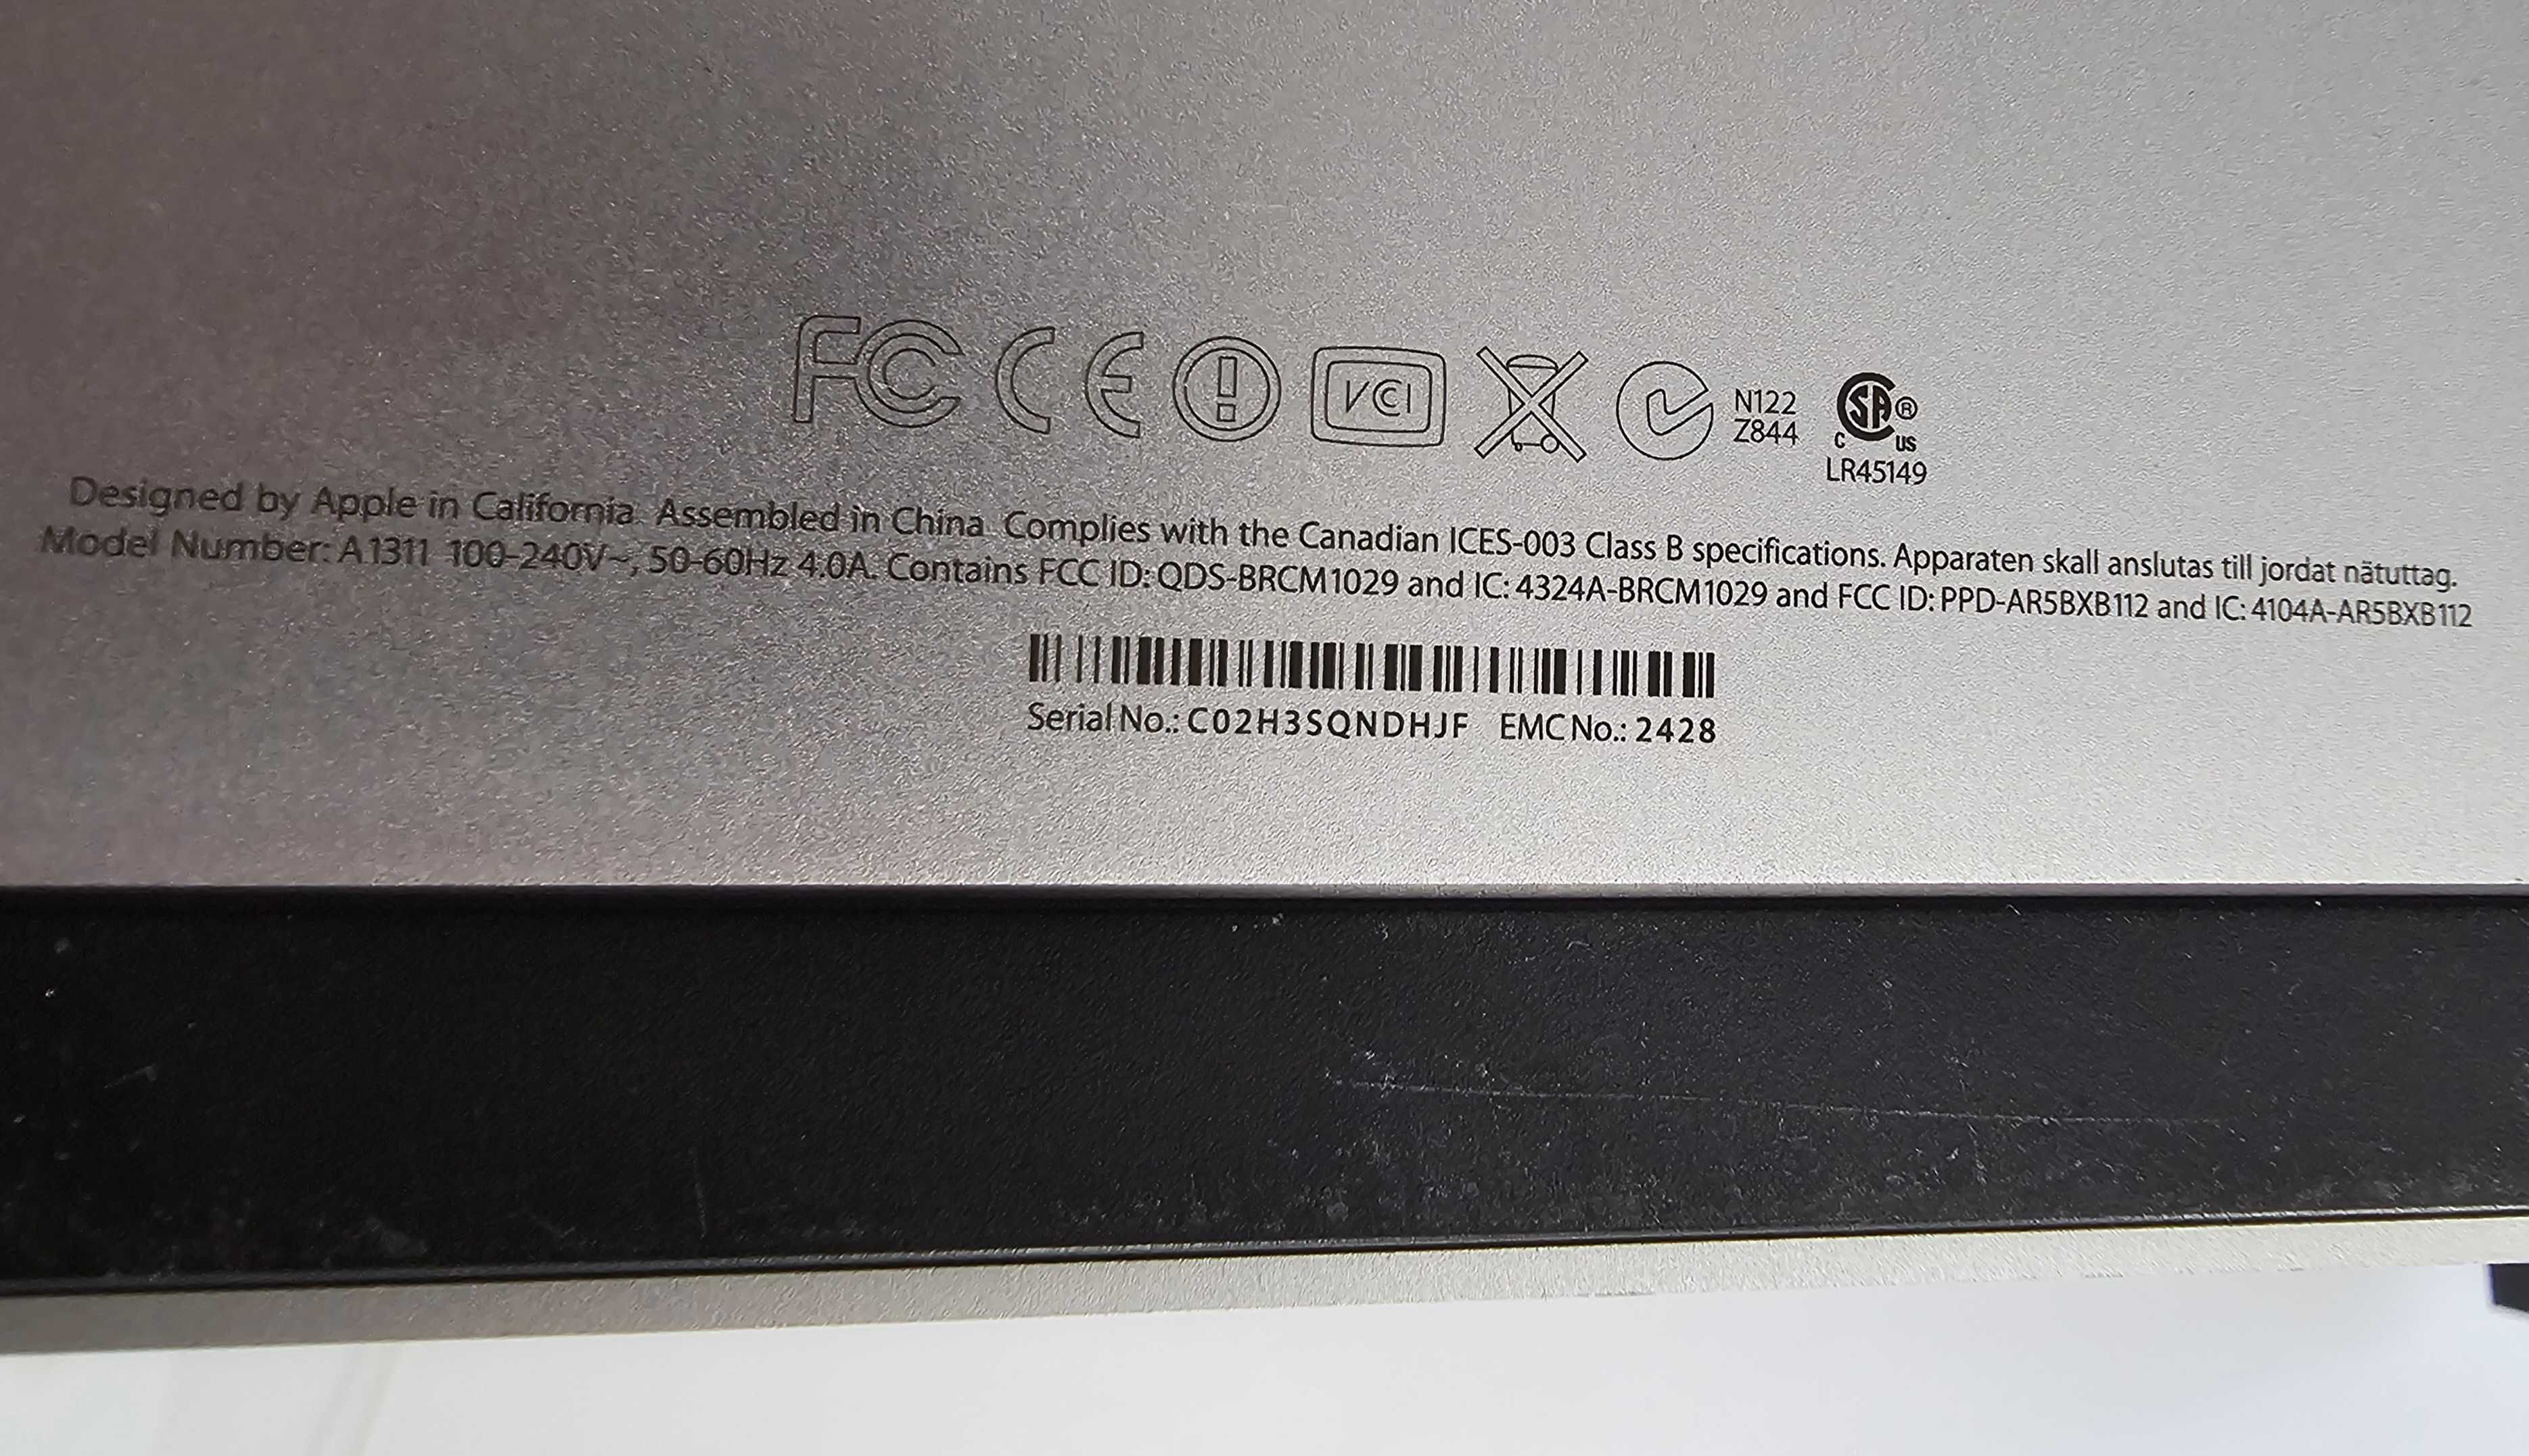 FC CE VCI N122
Z844
SA®
C US
LR45149
Designed by Apple in California. Assembled in China. Complies with the Canadian ICES-003 Class B specifications. Apparaten skall anslutas till jordat nätuttag.
Model Number: A1311 100-240V~, 50-60Hz 4.0A. Contains FCC ID: QDS-BRCM1029 and IC: 4324A-BRCM1029 and FCC ID: PPD-AR5BXB112 and IC: 4104A-AR5BXB112
Serial No.: C02H3SQNDHJF EMC No.: 2428